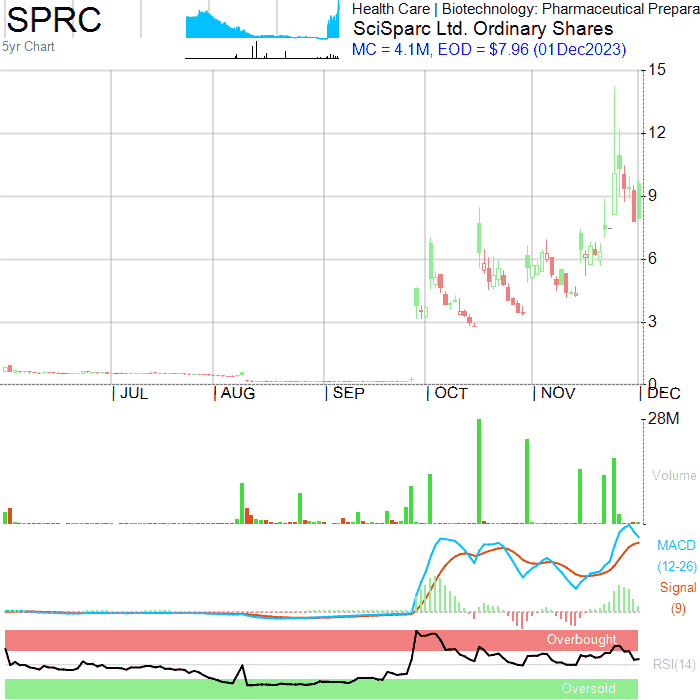 SPRC
5yr Chart
Health Care | Biotechnology: Pharmaceutical Prepara
SciSparc Ltd. Ordinary Shares
MC = 4.1M, EOD = $7.96 (01Dec2023)
15
12
9
6
3
0
JUL
AUG
SEP
OCT
NOV
DEC
28M
Volume
MACD
(12-26)
Signal
(9)
Overbought
RSI(14)
Oversold